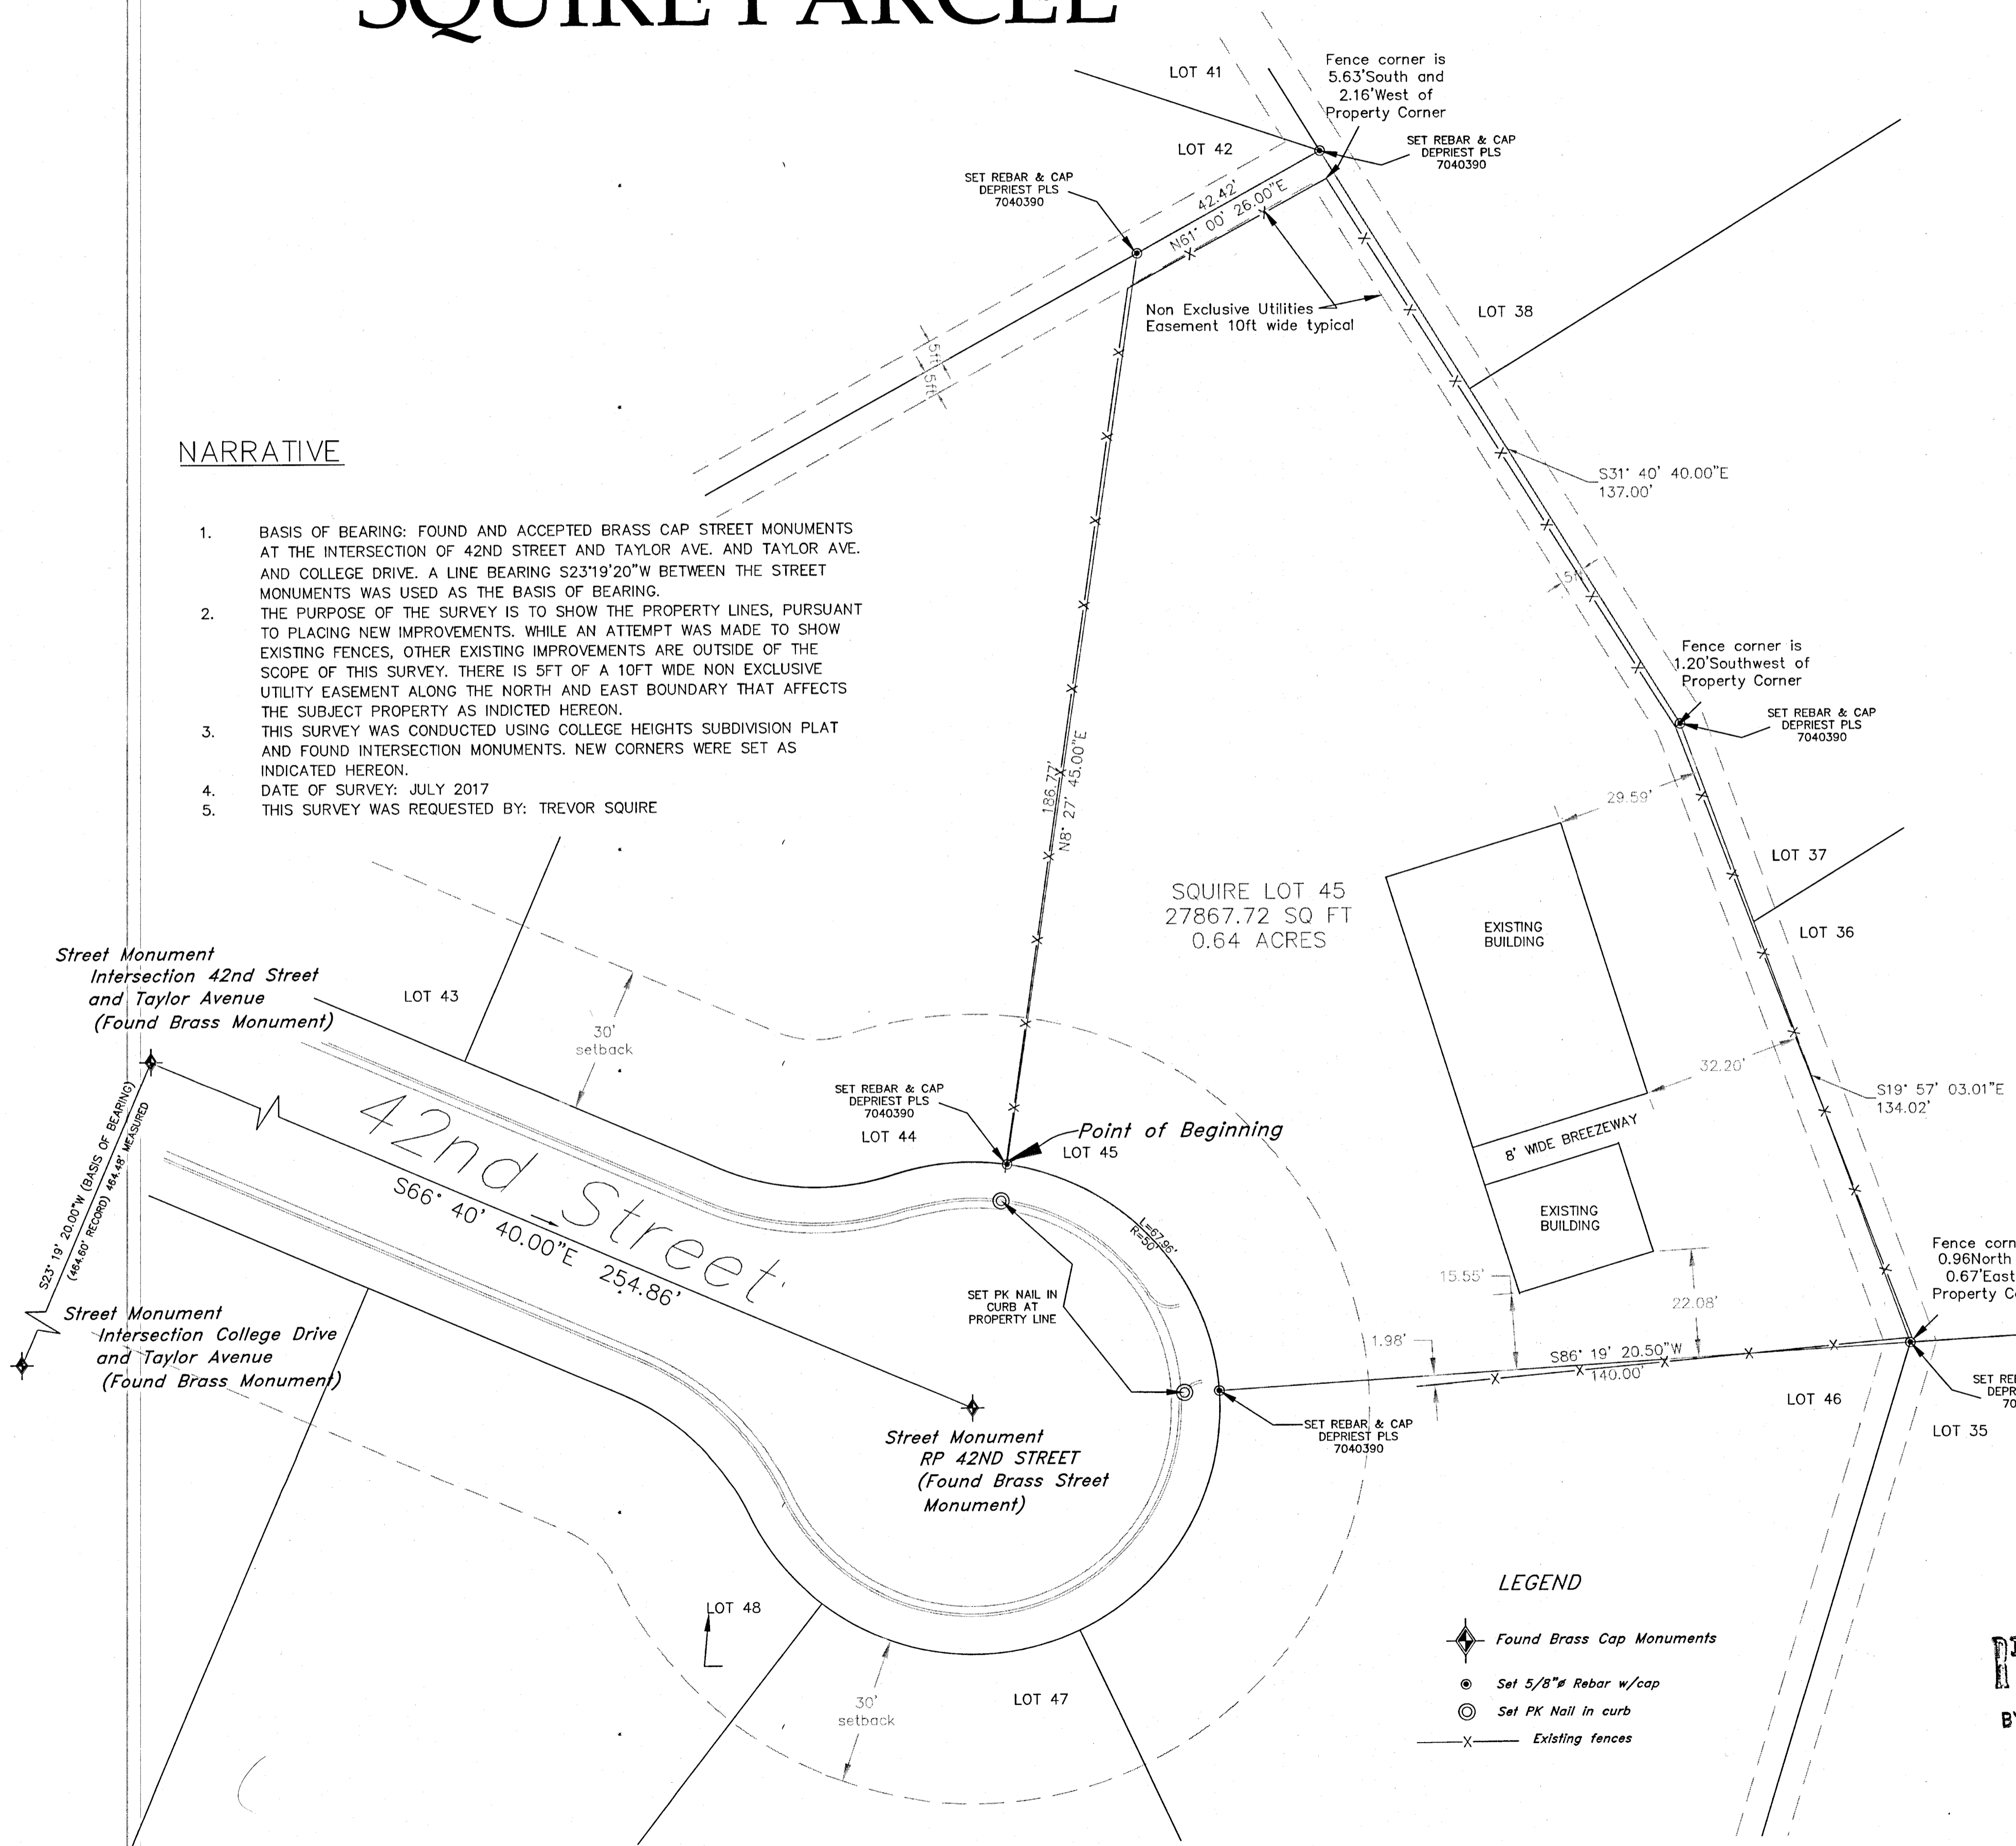 SQUIRE PARCEL
LOT 41
Fence corner is
5.63'South and
2.16'West of
Property Corner
LOT 42
SET REBAR & CAP
DEPRIEST PLS
7040390
SET REBAR & CAP
DEPRIEST PLS
7040390
42.42'
N61° 00' 26.00"E
Non Exclusive Utilities
Easement 10ft wide typical
LOT 38
5ft
5ft
NARRATIVE
1. BASIS OF BEARING: FOUND AND ACCEPTED BRASS CAP STREET MONUMENTS
AT THE INTERSECTION OF 42ND STREET AND TAYLOR AVE. AND TAYLOR AVE.
AND COLLEGE DRIVE. A LINE BEARING S23°19'20"W BETWEEN THE STREET
MONUMENTS WAS USED AS THE BASIS OF BEARING.
2. THE PURPOSE OF THE SURVEY IS TO SHOW THE PROPERTY LINES, PURSUANT
TO PLACING NEW IMPROVEMENTS. WHILE AN ATTEMPT WAS MADE TO SHOW
EXISTING FENCES, OTHER EXISTING IMPROVEMENTS ARE OUTSIDE OF THE
SCOPE OF THIS SURVEY. THERE IS 5FT OF A 10FT WIDE NON EXCLUSIVE
UTILITY EASEMENT ALONG THE NORTH AND EAST BOUNDARY THAT AFFECTS
THE SUBJECT PROPERTY AS INDICTED HEREON.
3. THIS SURVEY WAS CONDUCTED USING COLLEGE HEIGHTS SUBDIVISION PLAT
AND FOUND INTERSECTION MONUMENTS. NEW CORNERS WERE SET AS
INDICATED HEREON.
4. DATE OF SURVEY: JULY 2017
5. THIS SURVEY WAS REQUESTED BY: TREVOR SQUIRE
S31° 40' 40.00"E
137.00'
5ft
Fence corner is
1.20'Southwest of
Property Corner
SET REBAR & CAP
DEPRIEST PLS
7040390
186.77'
N8° 27' 45.00"E
29.59'
LOT 37
SQUIRE LOT 45
27867.72 SQ FT
0.64 ACRES
EXISTING
BUILDING
LOT 36
Street Monument
Intersection 42nd Street
and Taylor Avenue
(Found Brass Monument)
LOT 43
30'
setback
32.20'
S19° 57' 03.01"E
134.02'
SET REBAR & CAP
DEPRIEST PLS
7040390
LOT 44
Point of Beginning
LOT 45
8' WIDE BREEZEWAY
S23° 19' 20.00"W (BASIS OF BEARING)
(464.60' RECORD) 464.48' MEASURED
42nd Street
S66° 40' 40.00"E 254.86'
L=67.96'
R=50'
EXISTING
BUILDING
Fence corn
0.96North
0.67'East
Property Co
15.55'
22.08'
SET PK NAIL IN
CURB AT
PROPERTY LINE
Street Monument
Intersection College Drive
and Taylor Avenue
(Found Brass Monument)
1.98'
S86° 19' 20.50"W
140.00'
SET RE
DEPR
70
LOT 46
LOT 35
Street Monument
RP 42ND STREET
(Found Brass Street
Monument)
SET REBAR & CAP
DEPRIEST PLS
7040390
LEGEND
Found Brass Cap Monuments
Set 5/8"ø Rebar w/cap
Set PK Nail in curb
X Existing fences
LOT 48
LOT 47
30'
setback
BY